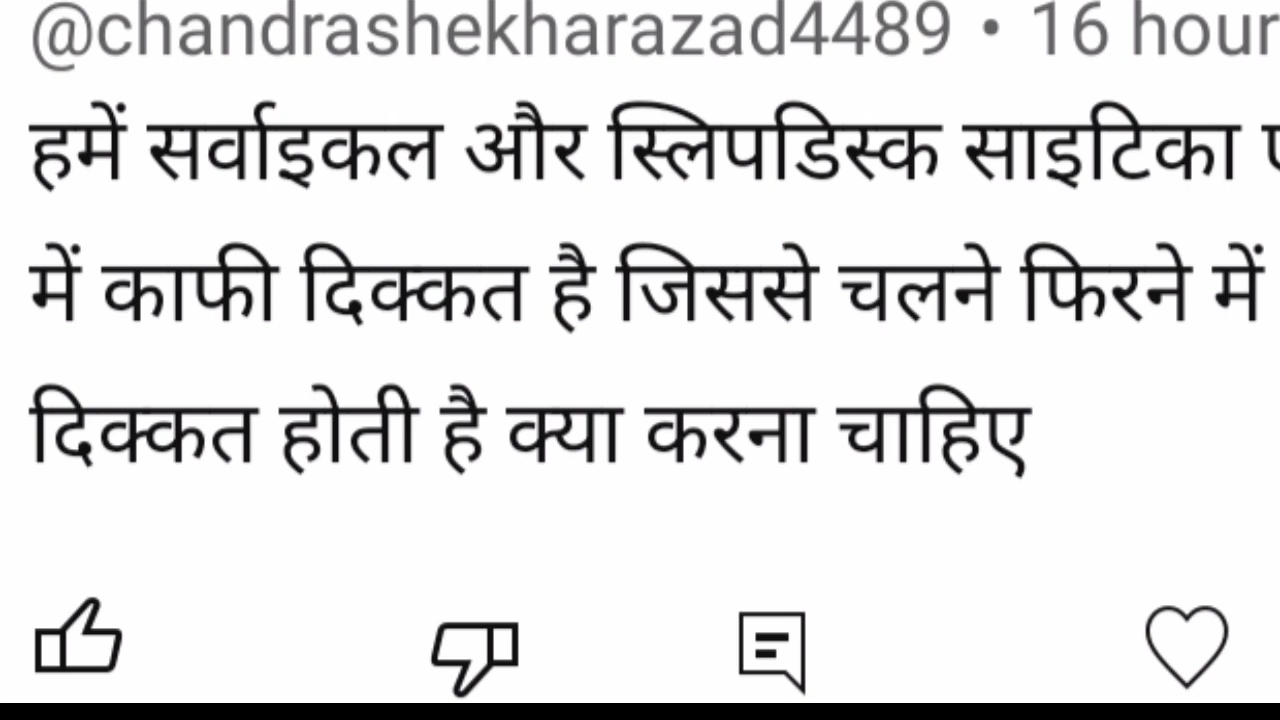 @chandrashekharazad4489 • 16 hour
हमें सर्वाइकल और स्लिपडिस्क साइटिका
में काफी दिक्कत है जिससे चलने फिरने में
दिक्कत होती है क्या करना चाहिए